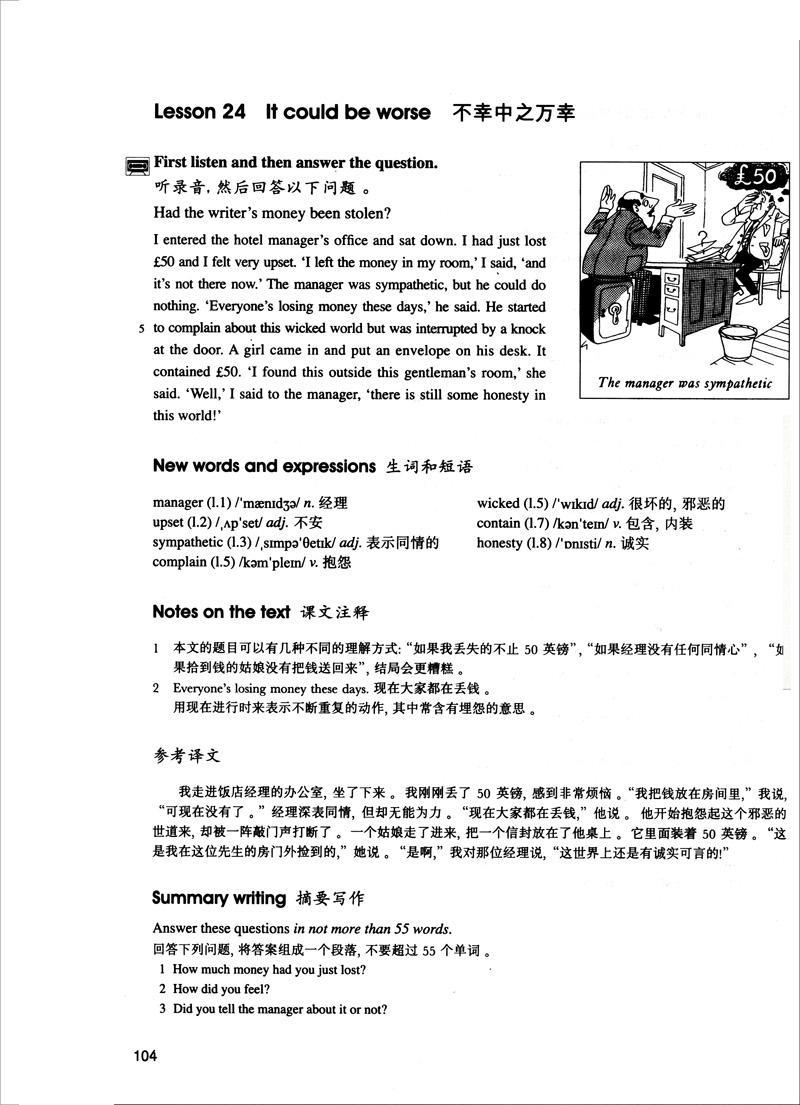 Lesson 24 It could be worse 不幸中之万幸
First listen and then answer the question.
听录音, 然后回答以下问题 。
Had the writer's money been stolen?
I entered the hotel manager's office and sat down. I had just lost
£50 and I felt very upset. 'I left the money in my room,' I said, 'and
it's not there now.' The manager was sympathetic, but he could do
nothing. 'Everyone's losing money these days,' he said. He started
5 to complain about this wicked world but was interrupted by a knock
at the door. A girl came in and put an envelope on his desk. It
contained £50. 'I found this outside this gentleman's room,' she
said. 'Well,' I said to the manager, 'there is still some honesty in
this world!'
£50
The manager was sympathetic
New words and expressions 生词和短语
manager (l.1) /'mænɪdʒə/ n. 经理
upset (l.2) /ˌʌp'set/ adj. 不安
sympathetic (l.3) /ˌsɪmpə'θetɪk/ adj. 表示同情的
complain (l.5) /kəm'pleɪn/ v. 抱怨
wicked (l.5) /'wɪkɪd/ adj. 很坏的, 邪恶的
contain (l.7) /kən'teɪn/ v. 包含, 内装
honesty (l.8) /'ɒnɪsti/ n. 诚实
Notes on the text 课文注释
1 本文的题目可以有几种不同的理解方式: “如果我丢失的不止 50 英镑”, “如果经理没有任何同情心” , “如
果拾到钱的姑娘没有把钱送回来”, 结局会更糟糕 。
2 Everyone's losing money these days. 现在大家都在丢钱 。
用现在进行时来表示不断重复的动作, 其中常含有埋怨的意思 。
参考译文
我走进饭店经理的办公室, 坐了下来 。 我刚刚丢了 50 英镑, 感到非常烦恼 。“我把钱放在房间里,” 我说,
“可现在没有了 。” 经理深表同情, 但却无能为力 。 “现在大家都在丢钱,” 他说 。 他开始抱怨起这个邪恶的
世道来, 却被一阵敲门声打断了 。 一个姑娘走了进来, 把一个信封放在了他桌上 。 它里面装着 50 英镑 。 “这
是我在这位先生的房门外捡到的,” 她说 。 “是啊,” 我对那位经理说, “这世界上还是有诚实可言的!”
Summary writing 摘要写作
Answer these questions in not more than 55 words.
回答下列问题, 将答案组成一个段落, 不要超过 55 个单词 。
1 How much money had you just lost?
2 How did you feel?
3 Did you tell the manager about it or not?
104